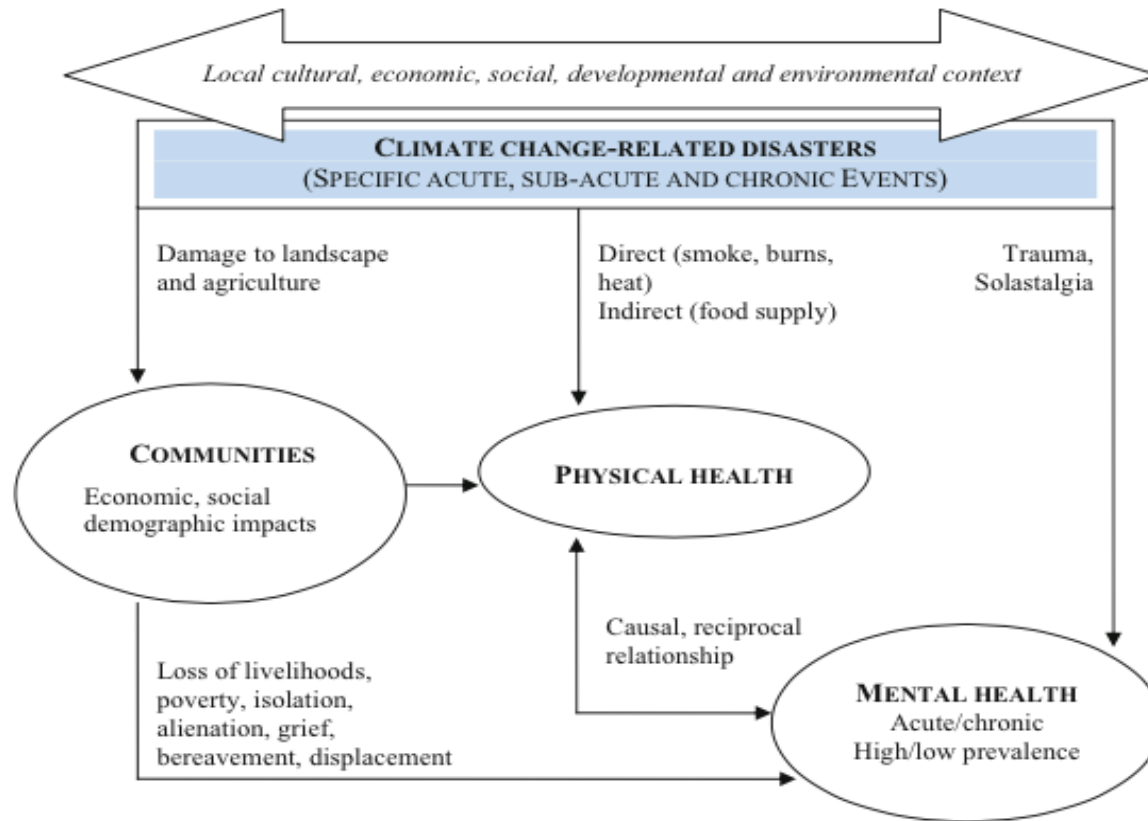 Local cultural, economic, social, developmental and environmental context
CLIMATE CHANGE-RELATED DISASTERS
(SPECIFIC ACUTE, SUB-ACUTE AND CHRONIC EVENTS)
Damage to landscape
and agriculture
Direct (smoke, burns,
heat)
Indirect (food supply)
Trauma,
Solastalgia
COMMUNITIES
Economic, social
demographic impacts
PHYSICAL HEALTH
Causal, reciprocal
relationship
Loss of livelihoods,
poverty, isolation,
alienation, grief,
bereavement, displacement
MENTAL HEALTH
Acute/chronic
High/low prevalence